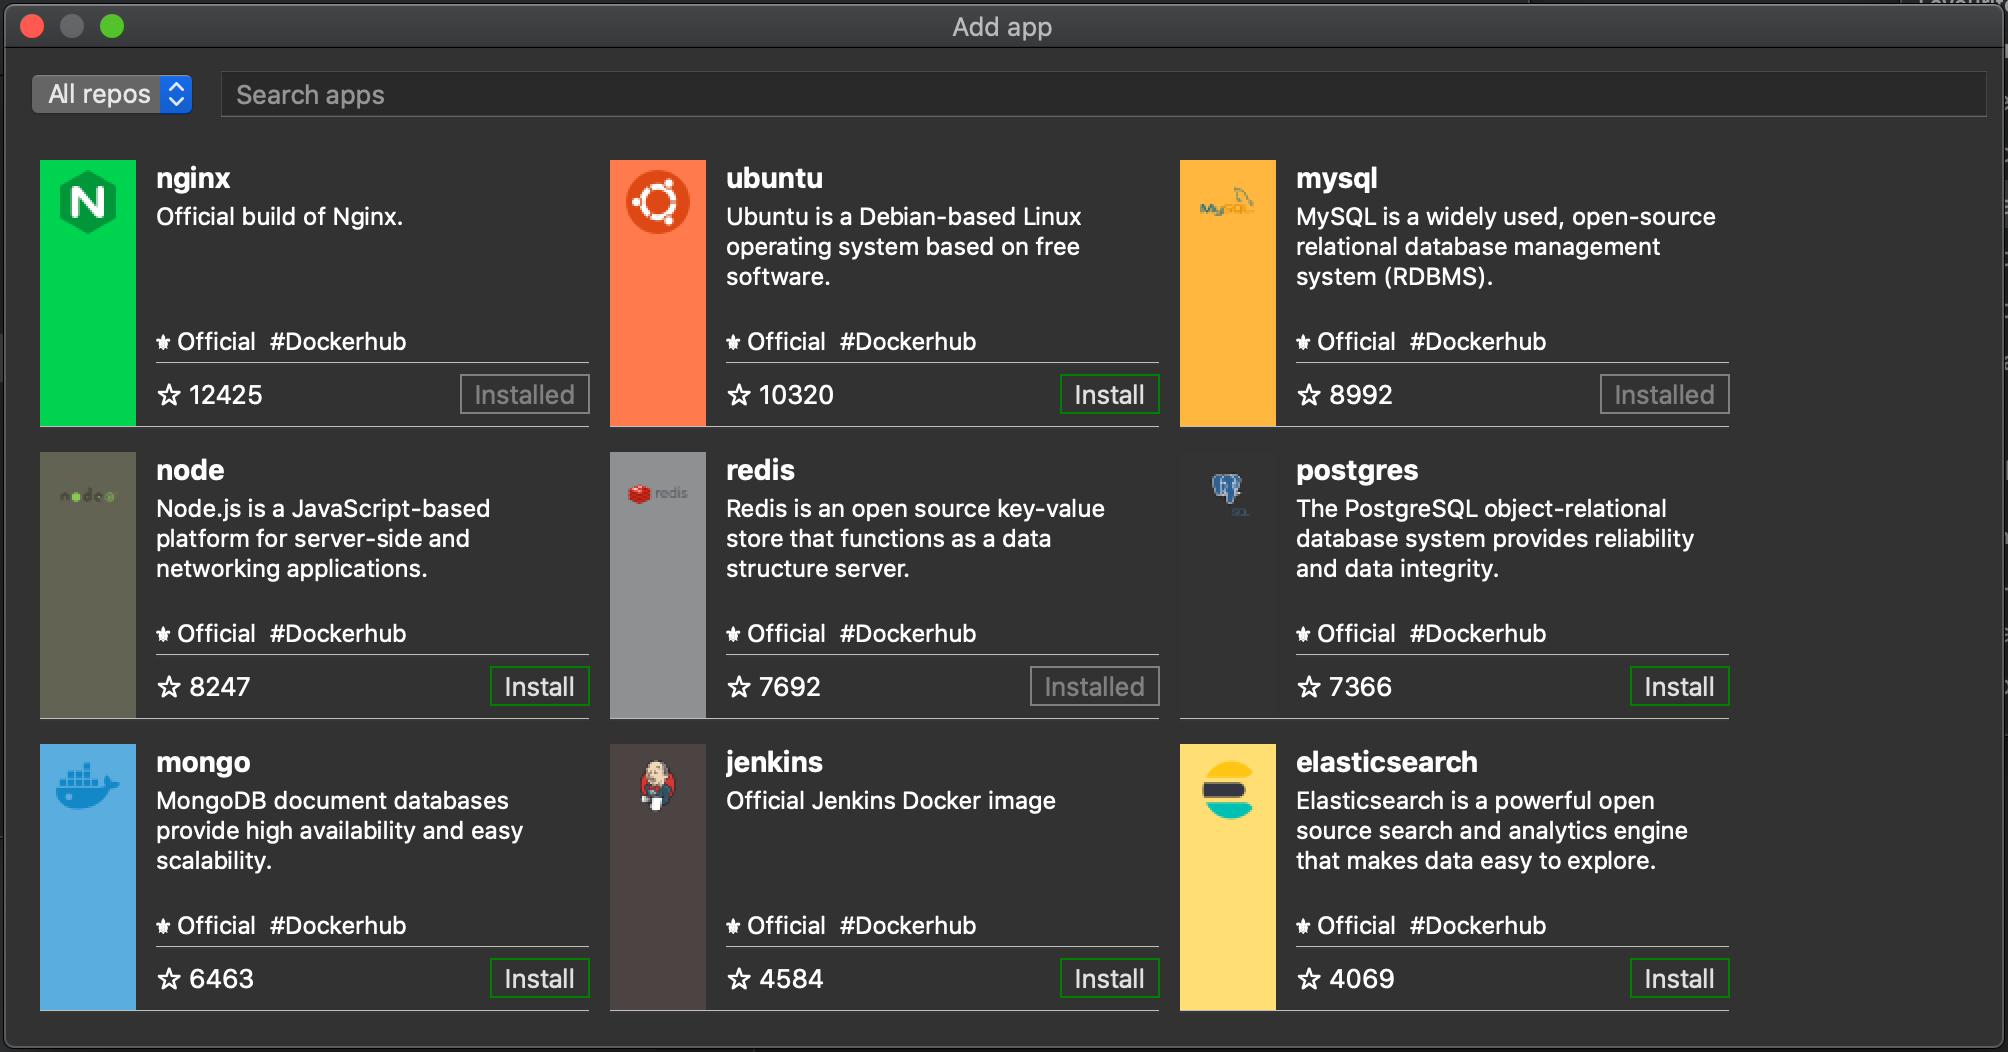 Add app
All repos
Search apps
nginx
Official build of Nginx.
Official #Dockerhub
12425
Installed
ubuntu
Ubuntu is a Debian-based Linux
operating system based on free
software.
Official #Dockerhub
10320
Install
MySQL
mysql
MySQL is a widely used, open-source
relational database management
system (RDBMS).
Official #Dockerhub
8992
Installed
node
node
Node.js is a JavaScript-based
platform for server-side and
networking applications.
Official #Dockerhub
8247
Install
redis
redis
Redis is an open source key-value
store that functions as a data
structure server.
Official #Dockerhub
7692
Installed
SQL
postgres
The PostgreSQL object-relational
database system provides reliability
and data integrity.
Official #Dockerhub
7366
Install
mongo
MongoDB document databases
provide high availability and easy
scalability.
Official #Dockerhub
6463
Install
jenkins
Official Jenkins Docker image
Official #Dockerhub
4584
Install
elasticsearch
Elasticsearch is a powerful open
source search and analytics engine
that makes data easy to explore.
Official #Dockerhub
4069
Install